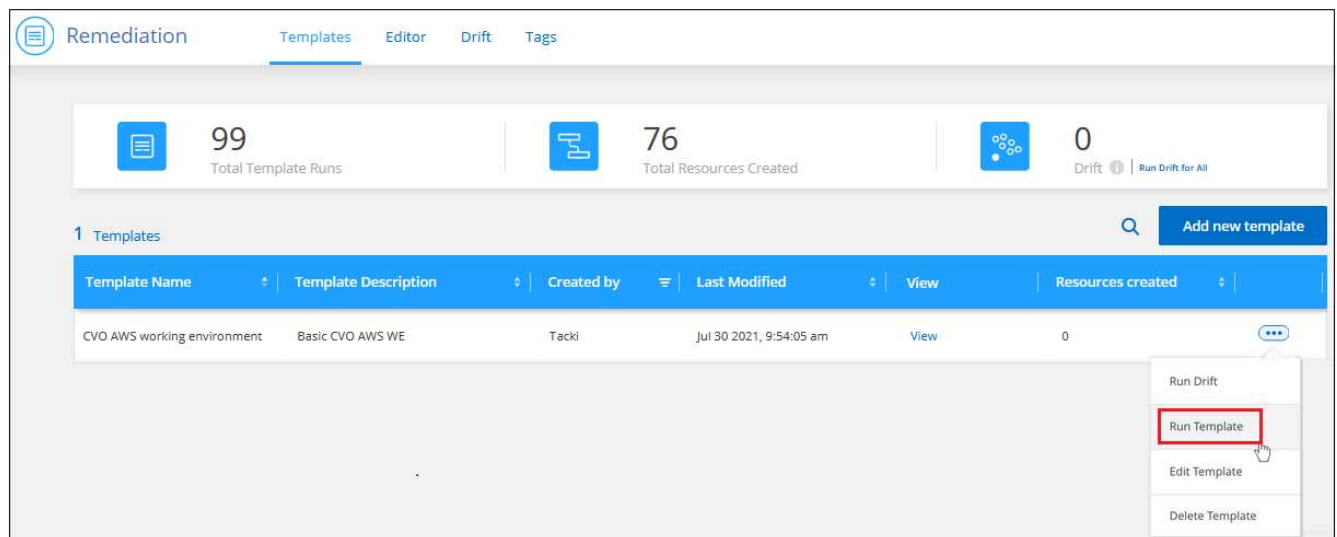 Remediation Templates Editor Drift Tags
99 76 0
Total Template Runs Total Resources Created Drift Run Drift for All
1 Templates Add new template
Template Name Template Description Created by Last Modified View Resources created
CVO AWS working environment Basic CVO AWS WE Tacki Jul 30 2021, 9:54:05 am View 0
Run Drift
Run Template
Edit Template
Delete Template